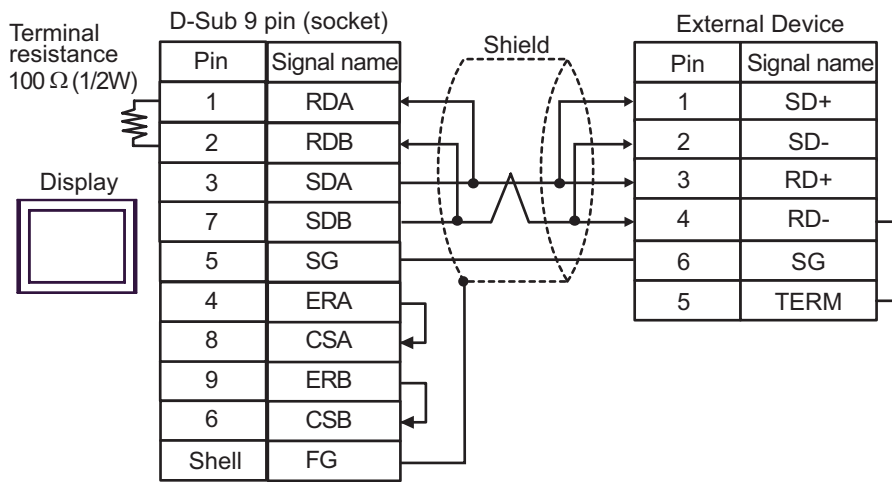 D-Sub 9 pin (socket)
External Device
Terminal
resistance
100 Ω (1/2W)
Shield
Display
Pin Signal name
1 RDA
2 RDB
3 SDA
7 SDB
5 SG
4 ERA
8 CSA
9 ERB
6 CSB
Shell FG
Pin Signal name
1 SD+
2 SD-
3 RD+
4 RD-
6 SG
5 TERM